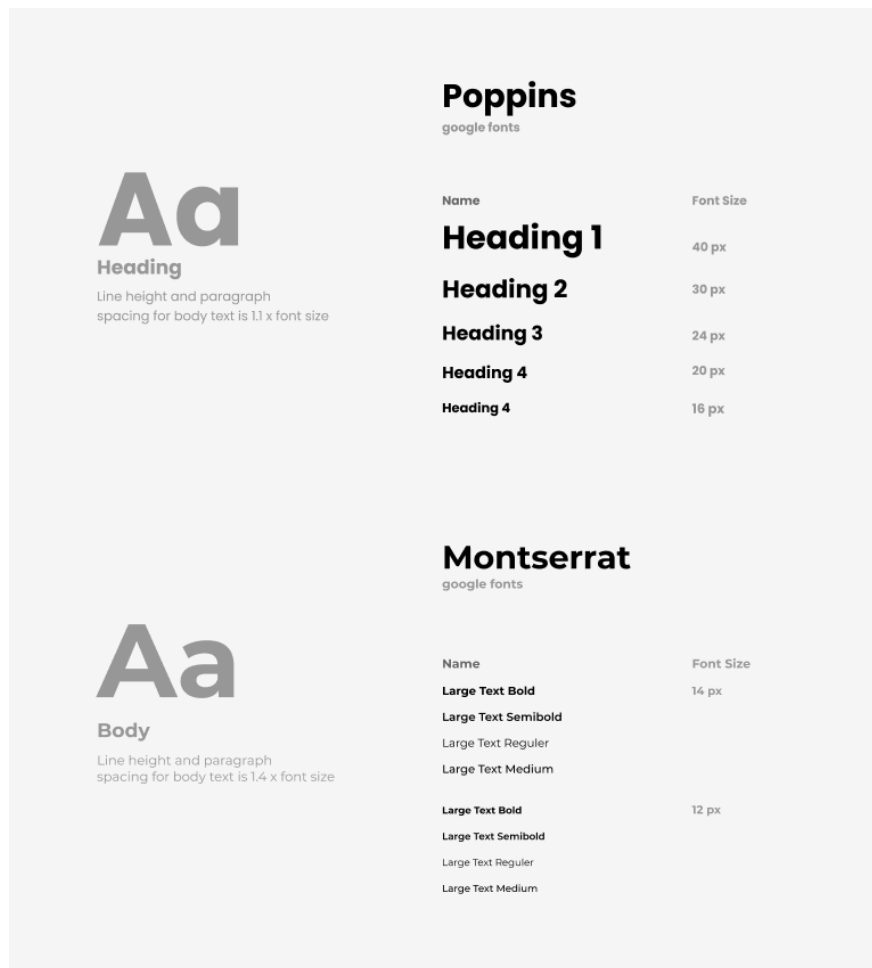 Poppins
google fonts
Aa
Heading
Line height and paragraph
spacing for body text is 1.1 x font size
Name Font Size
Heading 1 40 px
Heading 2 30 px
Heading 3 24 px
Heading 4 20 px
Heading 4 16 px
Montserrat
google fonts
Aa
Body
Line height and paragraph
spacing for body text is 1.4 x font size
Name Font Size
Large Text Bold 14 px
Large Text Semibold
Large Text Reguler
Large Text Medium
Large Text Bold 12 px
Large Text Semibold
Large Text Reguler
Large Text Medium